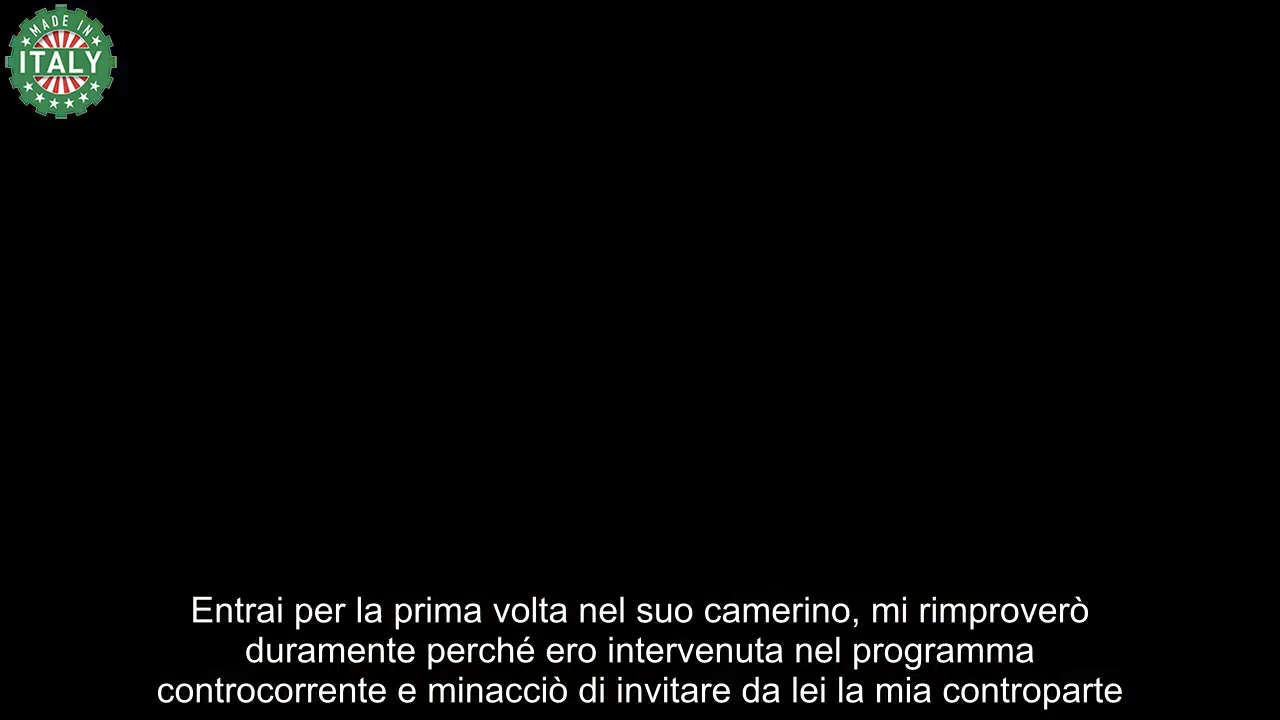 MADE IN
ITALY
Entrai per la prima volta nel suo camerino, mi rimproverò
duramente perché ero intervenuta nel programma
controcorrente e minacciò di invitare da lei la mia controparte